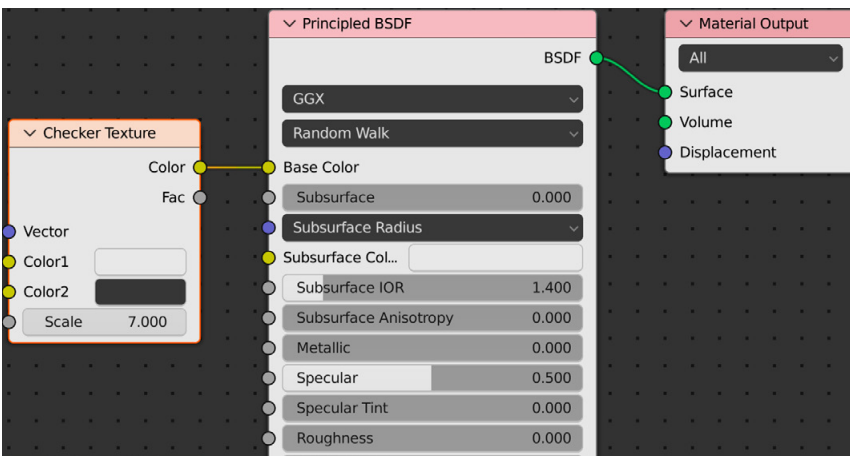 Checker Texture
Color
Fac
Vector
Color1
Color2
Scale 7.000
Principled BSDF
BSDF
GGX
Random Walk
Base Color
Subsurface 0.000
Subsurface Radius
Subsurface Col...
Subsurface IOR 1.400
Subsurface Anisotropy 0.000
Metallic 0.000
Specular 0.500
Specular Tint 0.000
Roughness 0.000
Material Output
All
Surface
Volume
Displacement